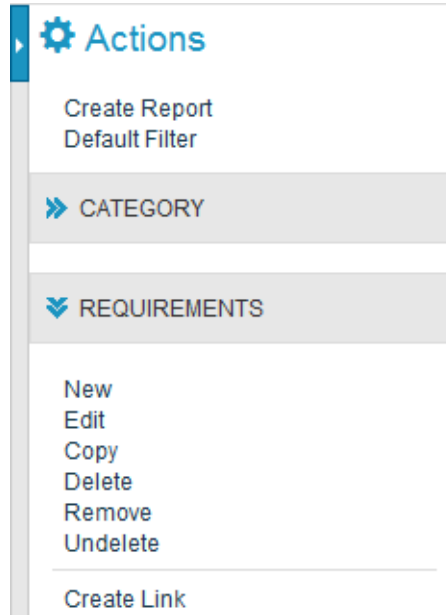 Actions
Create Report
Default Filter
CATEGORY
REQUIREMENTS
New
Edit
Copy
Delete
Remove
Undelete
Create Link